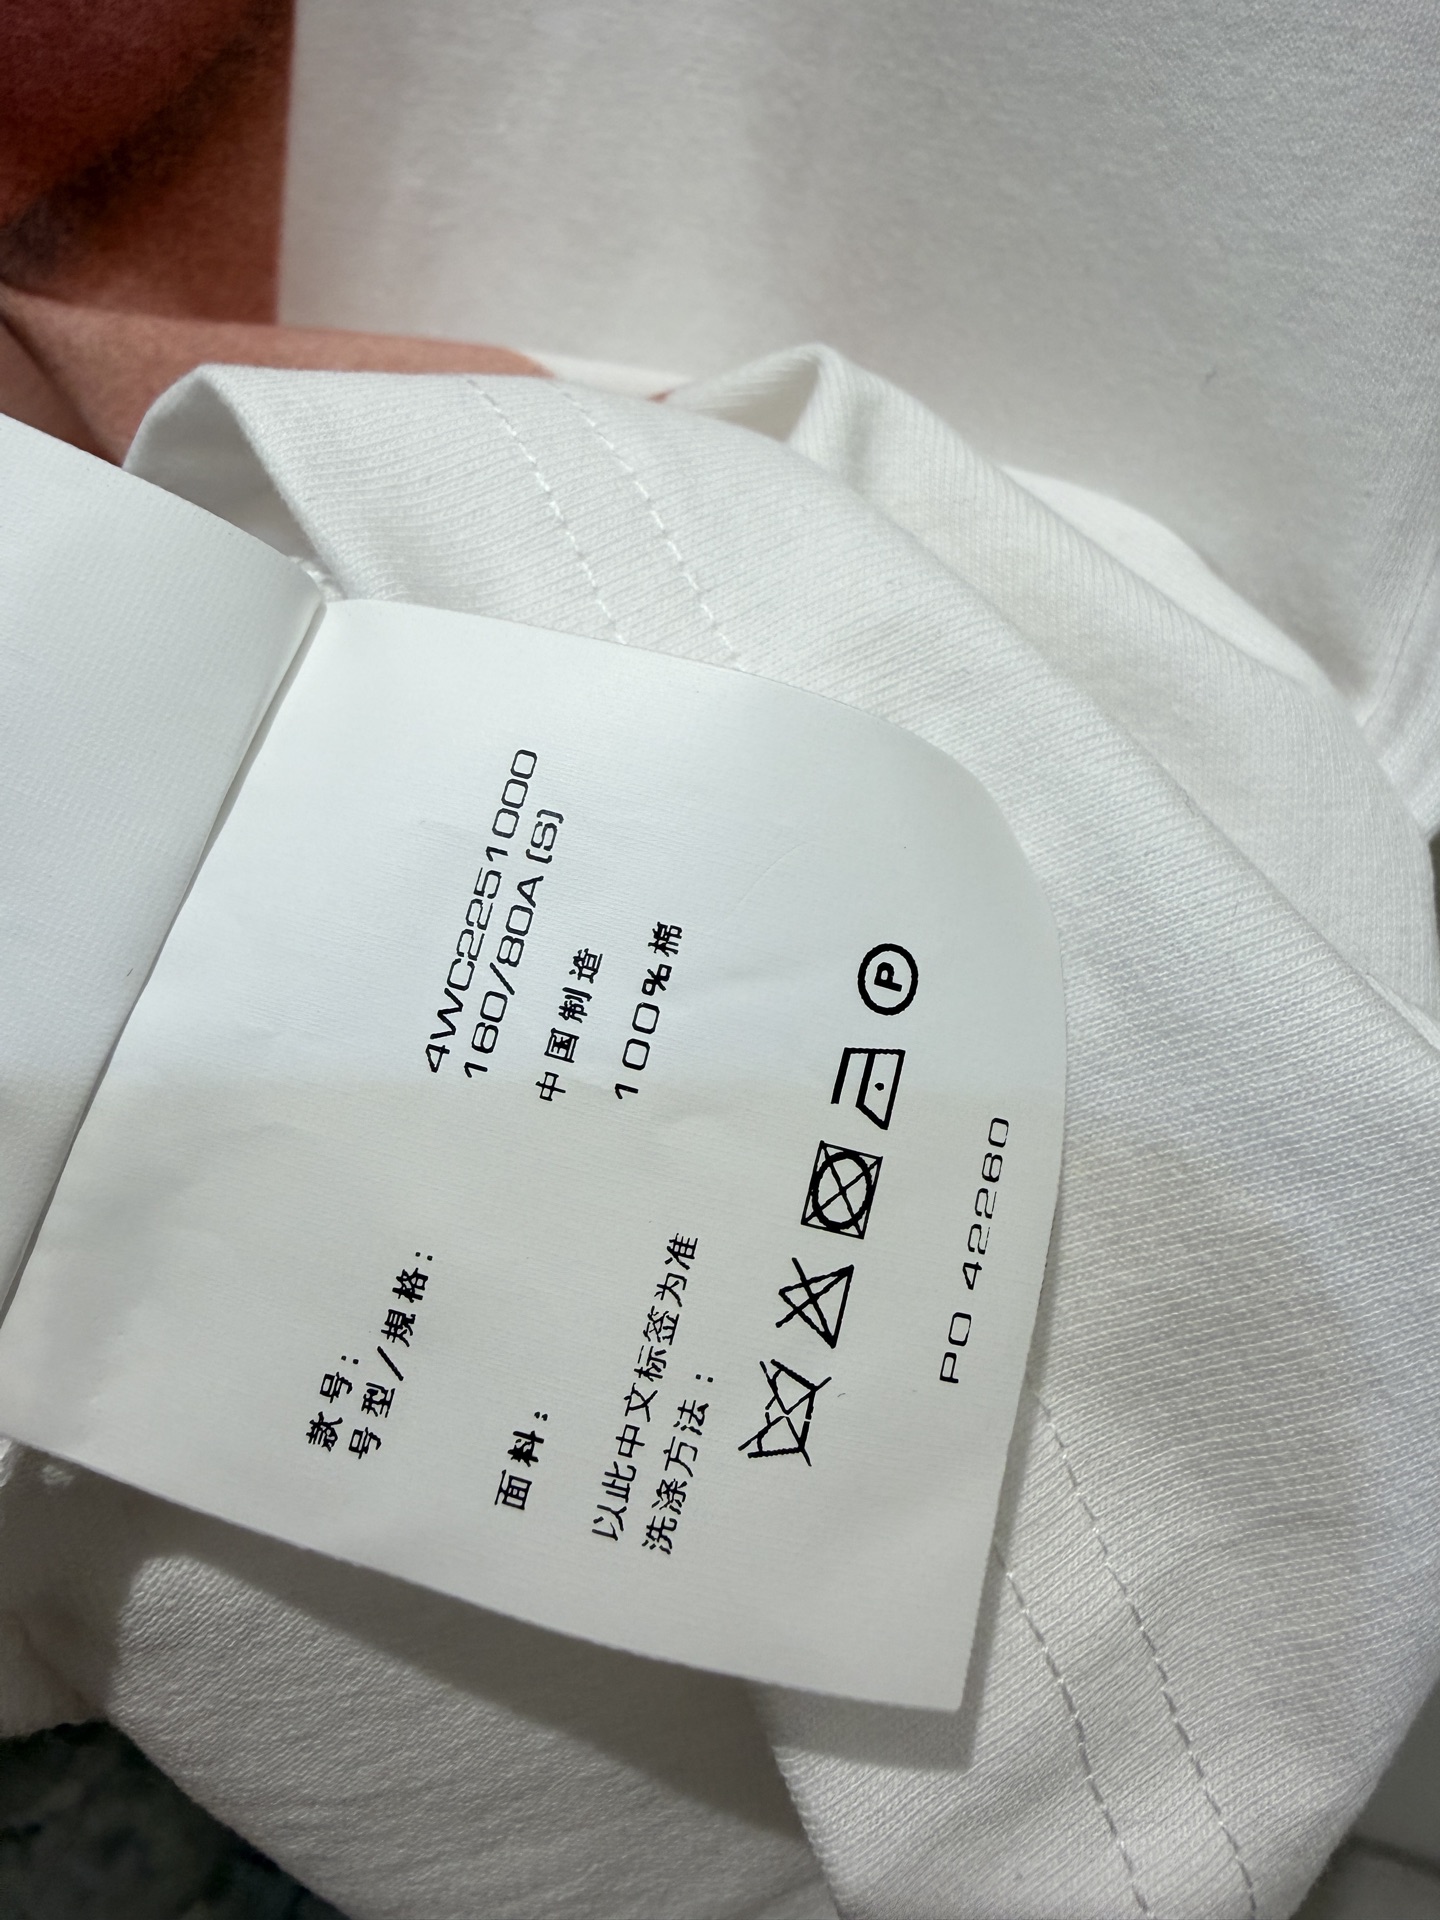 款号： 4WC2251000
号型/规格： 160/80A (S)
中国制造
面料： 100%棉
以此中文标签为准
洗涤方法：
P
PO 42260